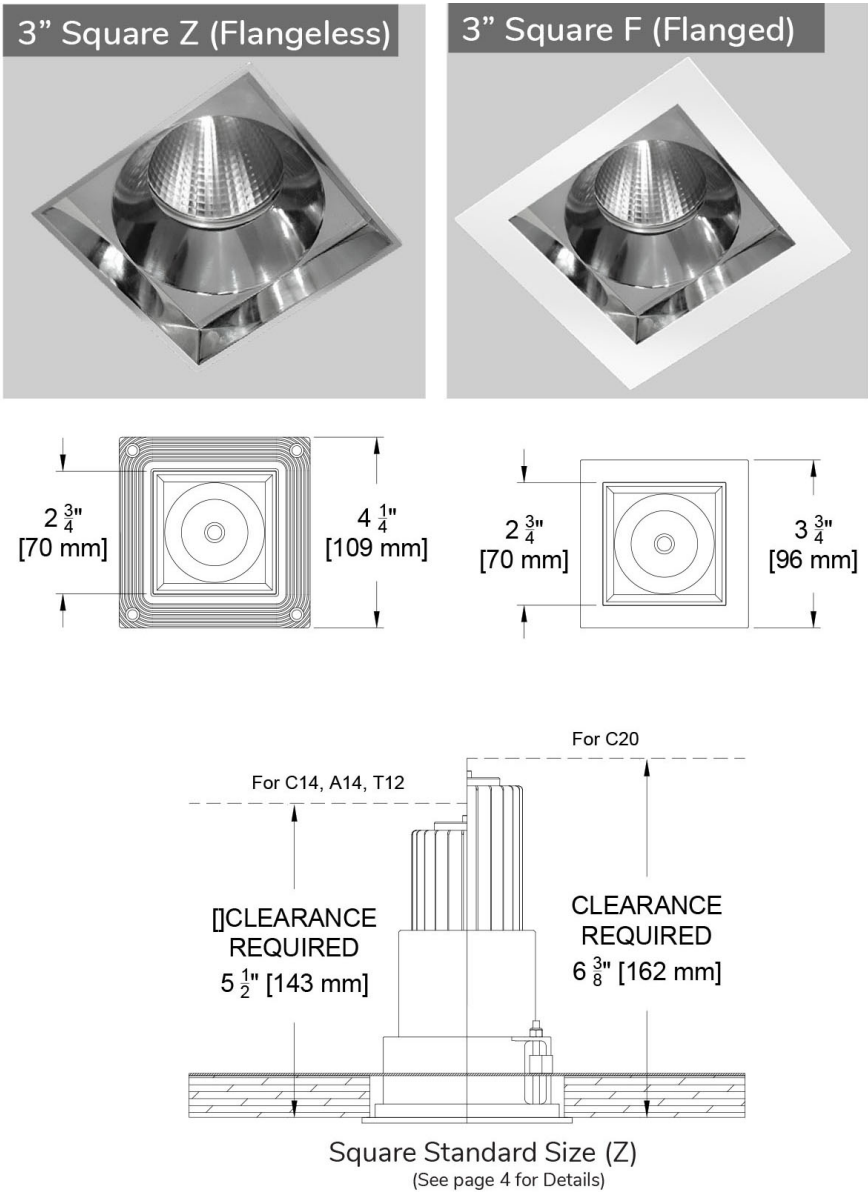 3” Square Z (Flangeless)
3” Square F (Flanged)
2 3/4"
[70 mm]
4 1/4"
[109 mm]
2 3/4"
[70 mm]
3 3/4"
[96 mm]
For C14, A14, T12
For C20
[]CLEARANCE
REQUIRED
5 1/2" [143 mm]
CLEARANCE
REQUIRED
6 3/8" [162 mm]
Square Standard Size (Z)
(See page 4 for Details)